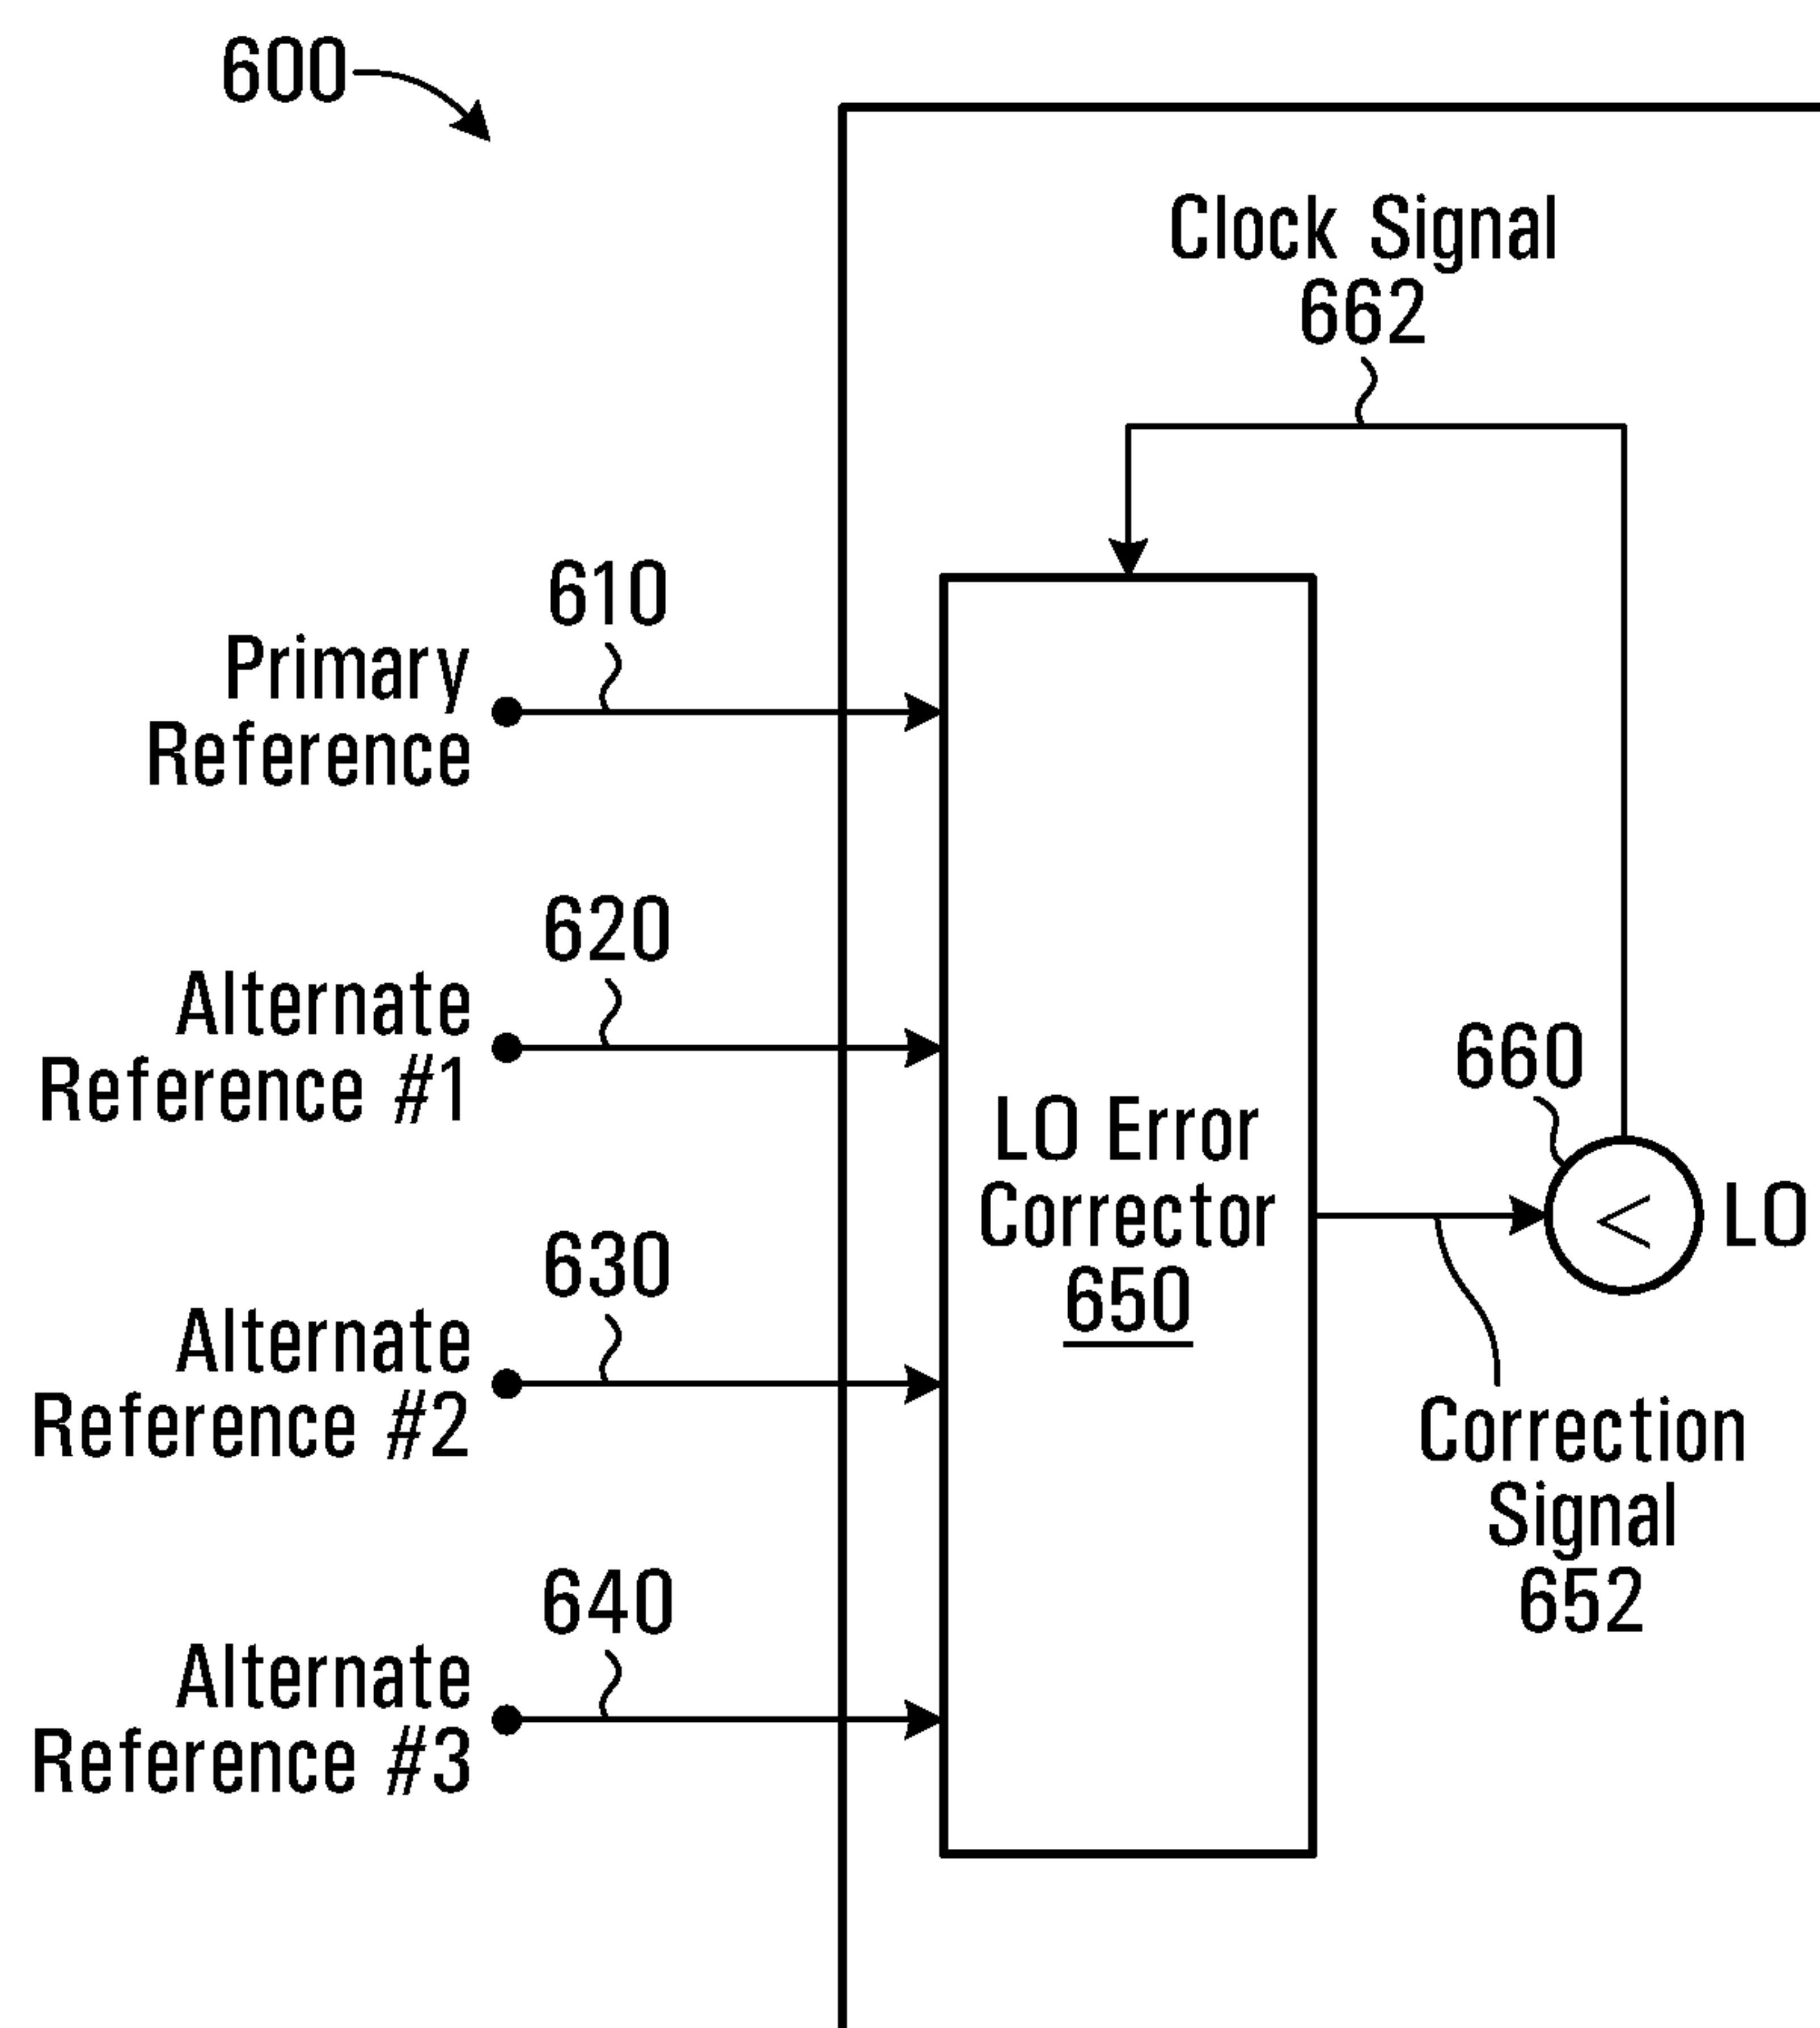 600
Clock Signal
662
610
Primary
Reference
620
Alternate
Reference #1
630
Alternate
Reference #2
640
Alternate
Reference #3
LO Error
Corrector
650
660
<
LO
Correction
Signal
652